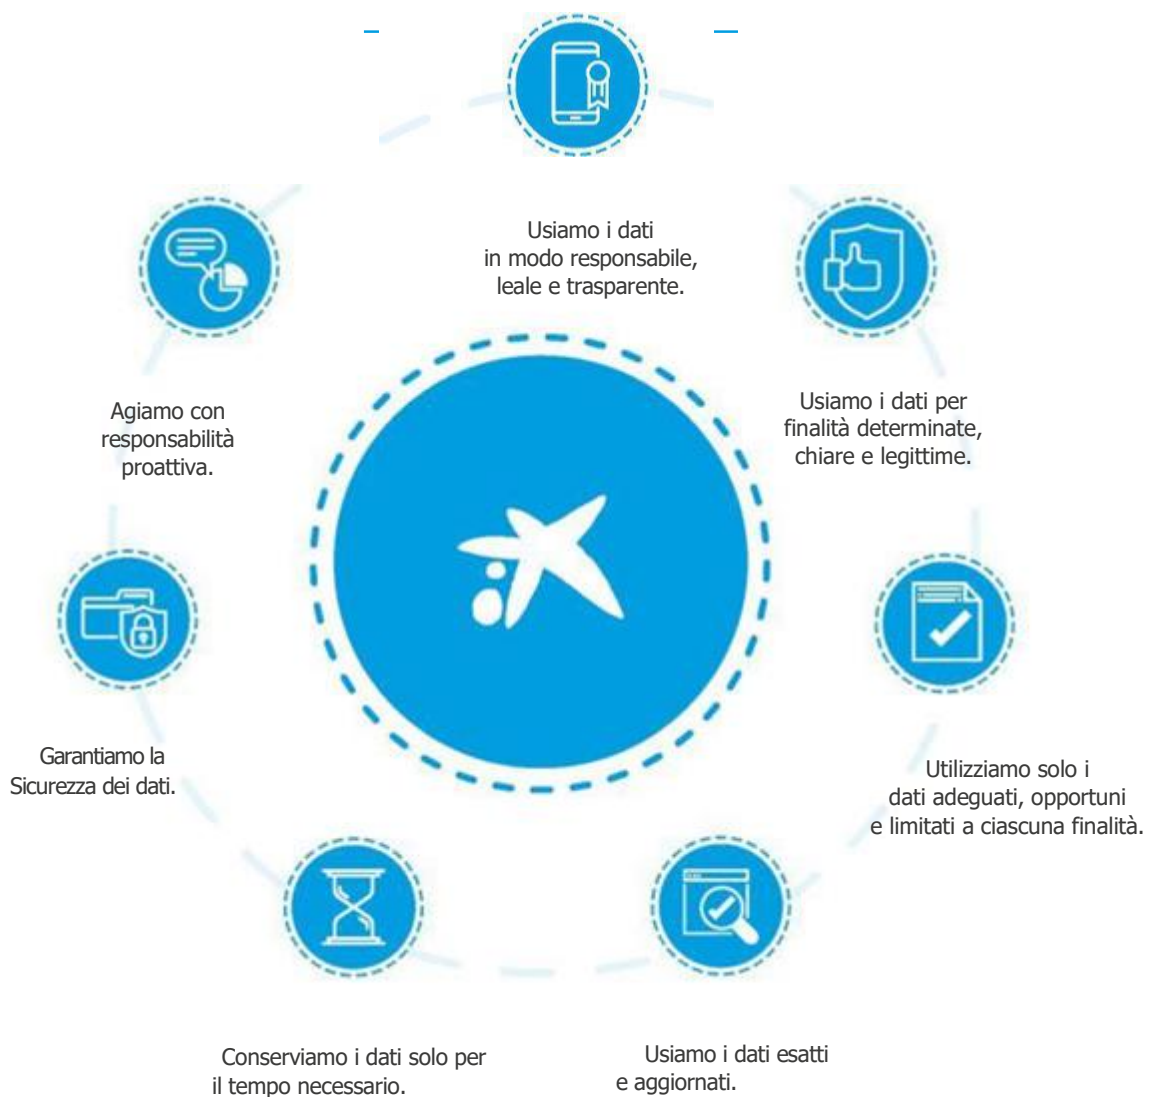 Usiamo i dati
in modo responsabile,
leale e trasparente.
Usiamo i dati per
finalità determinate,
chiare e legittime.
Utilizziamo solo i
dati adeguati, opportuni
e limitati a ciascuna finalità.
Usiamo i dati esatti
e aggiornati.
Conserviamo i dati solo per
il tempo necessario.
Garantiamo la
Sicurezza dei dati.
Agiamo con
responsabilità
proattiva.